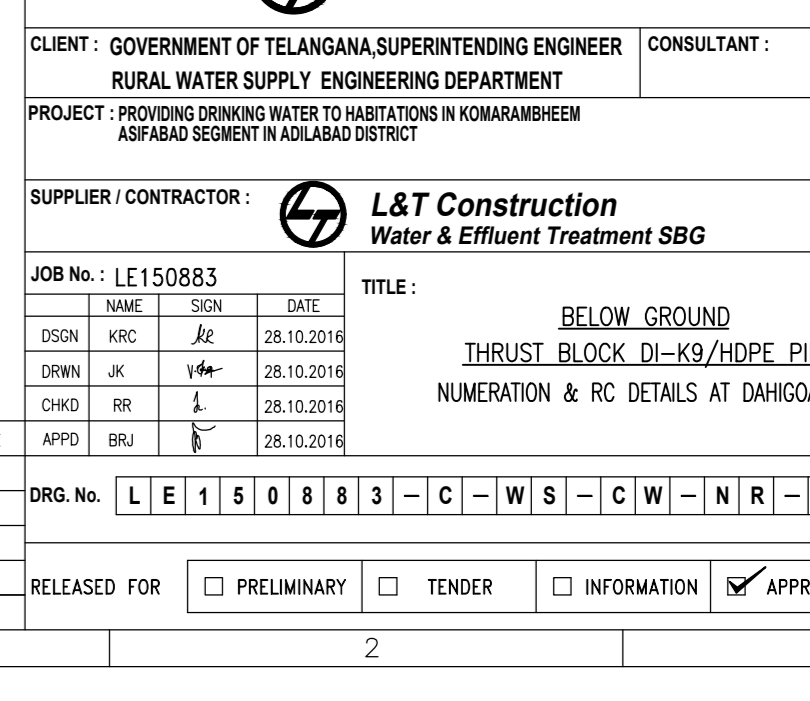 CLIENT : GOVERNMENT OF TELANGANA,SUPERINTENDING ENGINEER
RURAL WATER SUPPLY ENGINEERING DEPARTMENT
CONSULTANT :
PROJECT : PROVIDING DRINKING WATER TO HABITATIONS IN KOMARAMBHEEM
ASIFABAD SEGMENT IN ADILABAD DISTRICT
SUPPLIER / CONTRACTOR :
L&T Construction
Water & Effluent Treatment SBG
JOB No. : LE150883
NAME SIGN DATE
DSGN KRC 28.10.2016
DRWN JK 28.10.2016
CHKD RR 28.10.2016
APPD BRJ 28.10.2016
TITLE :
BELOW GROUND
THRUST BLOCK DI-K9/HDPE PI
NUMERATION & RC DETAILS AT DAHIGO
DRG. No. L E 1 5 0 8 8 3 - C - W S - C W - N R -
RELEASED FOR PRELIMINARY TENDER INFORMATION APPR
2